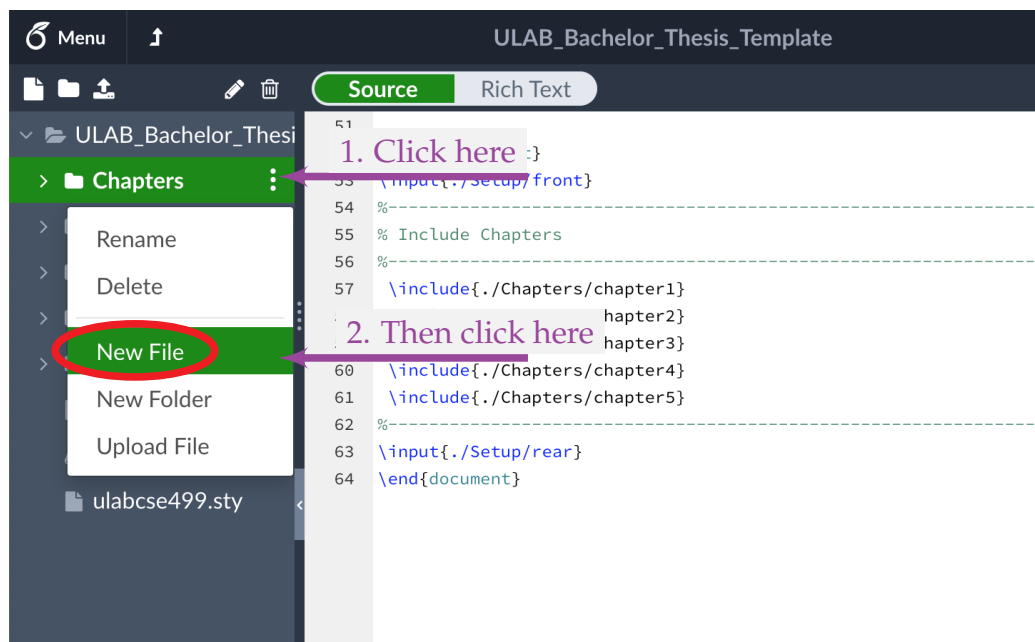 Menu
ULAB_Bachelor_Thesis_Template
Source Rich Text
ULAB_Bachelor_Thesi
Chapters
Rename
Delete
New File
New Folder
Upload File
ulabcse499.sty
51
1. Click here
}
53 \input{./Setup/front}
54 %------------------------------------------------------------
55 % Include Chapters
56 %------------------------------------------------------------
57 \include{./Chapters/chapter1}
hapter2}
2. Then click here
hapter3}
60 \include{./Chapters/chapter4}
61 \include{./Chapters/chapter5}
62 %------------------------------------------------------------
63 \input{./Setup/rear}
64 \end{document}